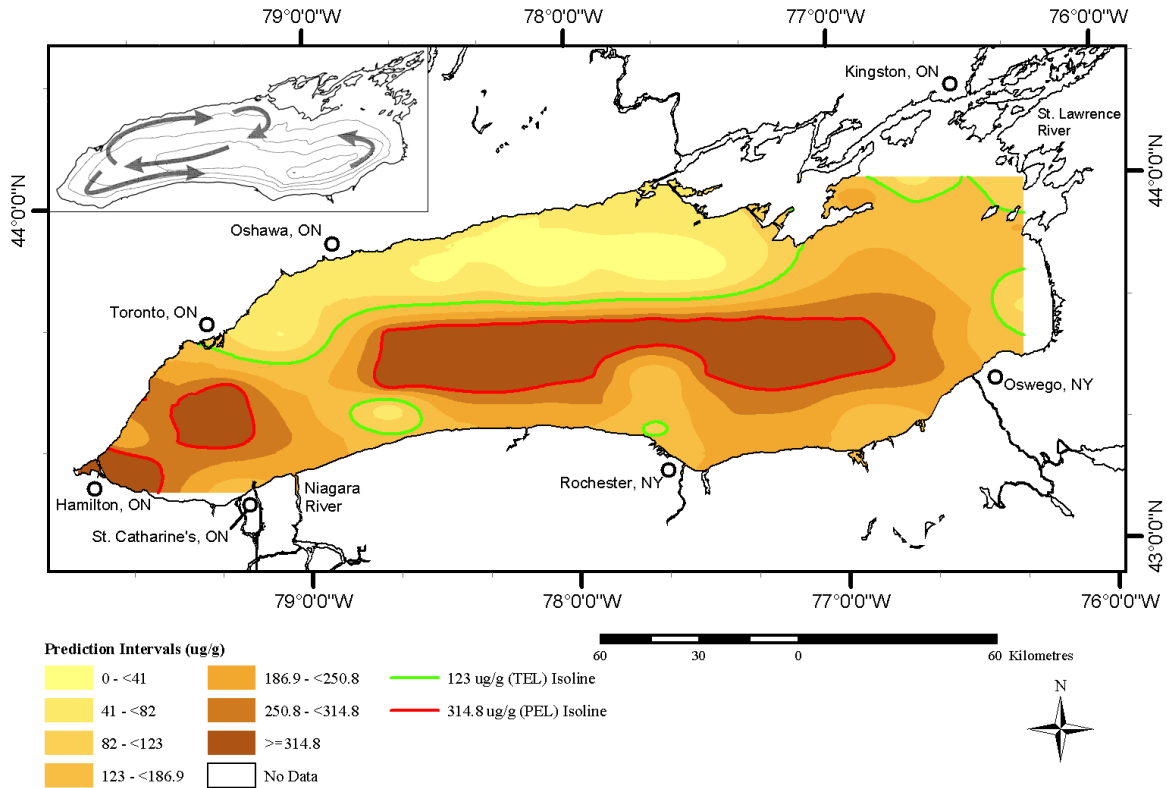 79°0'0"W 78°0'0"W 77°0'0"W 76°0'0"W
Kingston, ON
St. Lawrence
River
44°0'0"N
44°0'0"N
Oshawa, ON
Toronto, ON
Oswego, NY
Rochester, NY
Niagara
River
Hamilton, ON
St. Catharine's, ON
43°0'0"N
79°0'0"W 78°0'0"W 77°0'0"W 76°0'0"W
Prediction Intervals (ug/g)
0 - <41
41 - <82
82 - <123
123 - <186.9
186.9 - <250.8
250.8 - <314.8
>=314.8
No Data
123 ug/g (TEL) Isoline
314.8 ug/g (PEL) Isoline
60 30 0 60 Kilometres
N